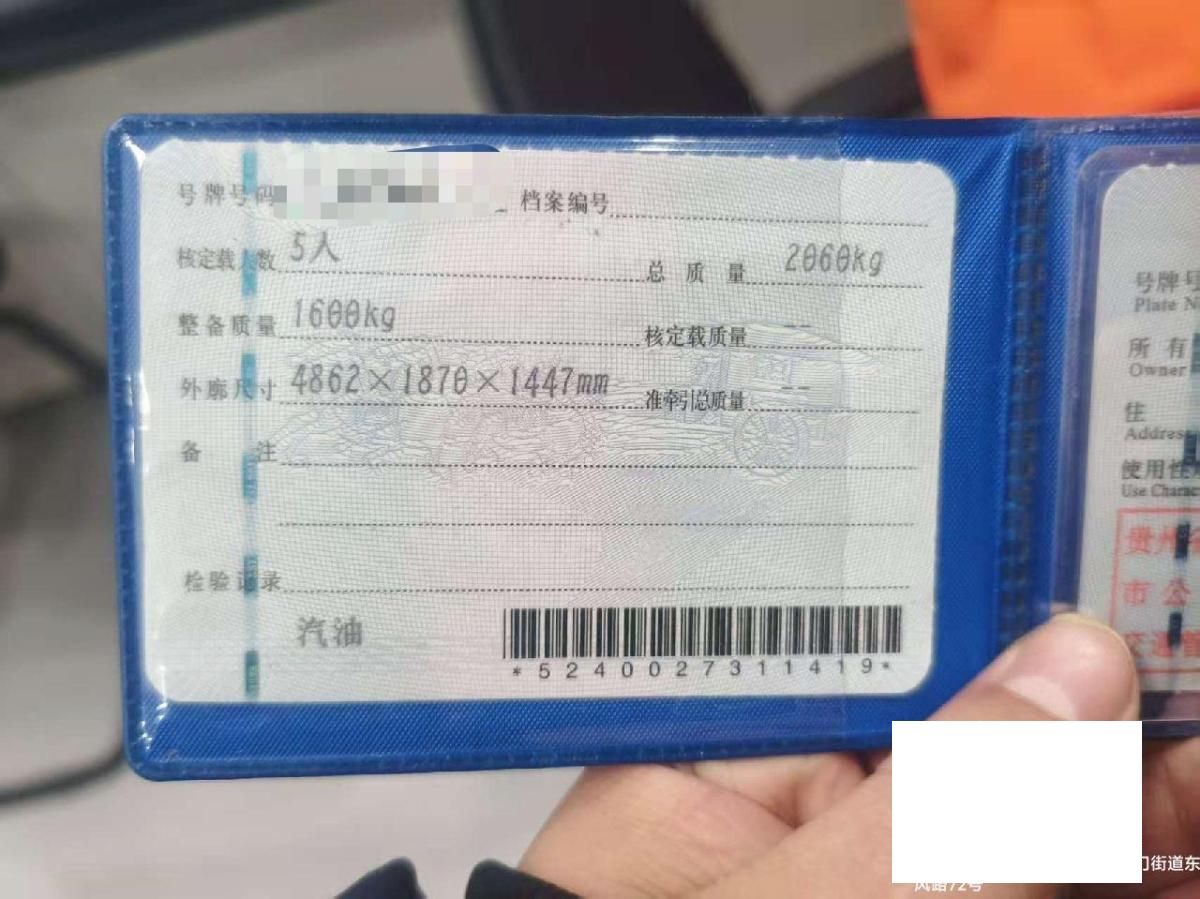 号牌号码 档案编号
核定载人数 5人 总质量 2060kg
整备质量 1600kg 核定载质量 --
外廓尺寸 4862×1870×1447mm 准牵引总质量 --
备注
检验记录
汽油
*5240027311419*
号牌号
Plate N
所有
Owner
住
Address
使用性
Use Charac
贵州省
市公
交通警
门街道东
风路72号